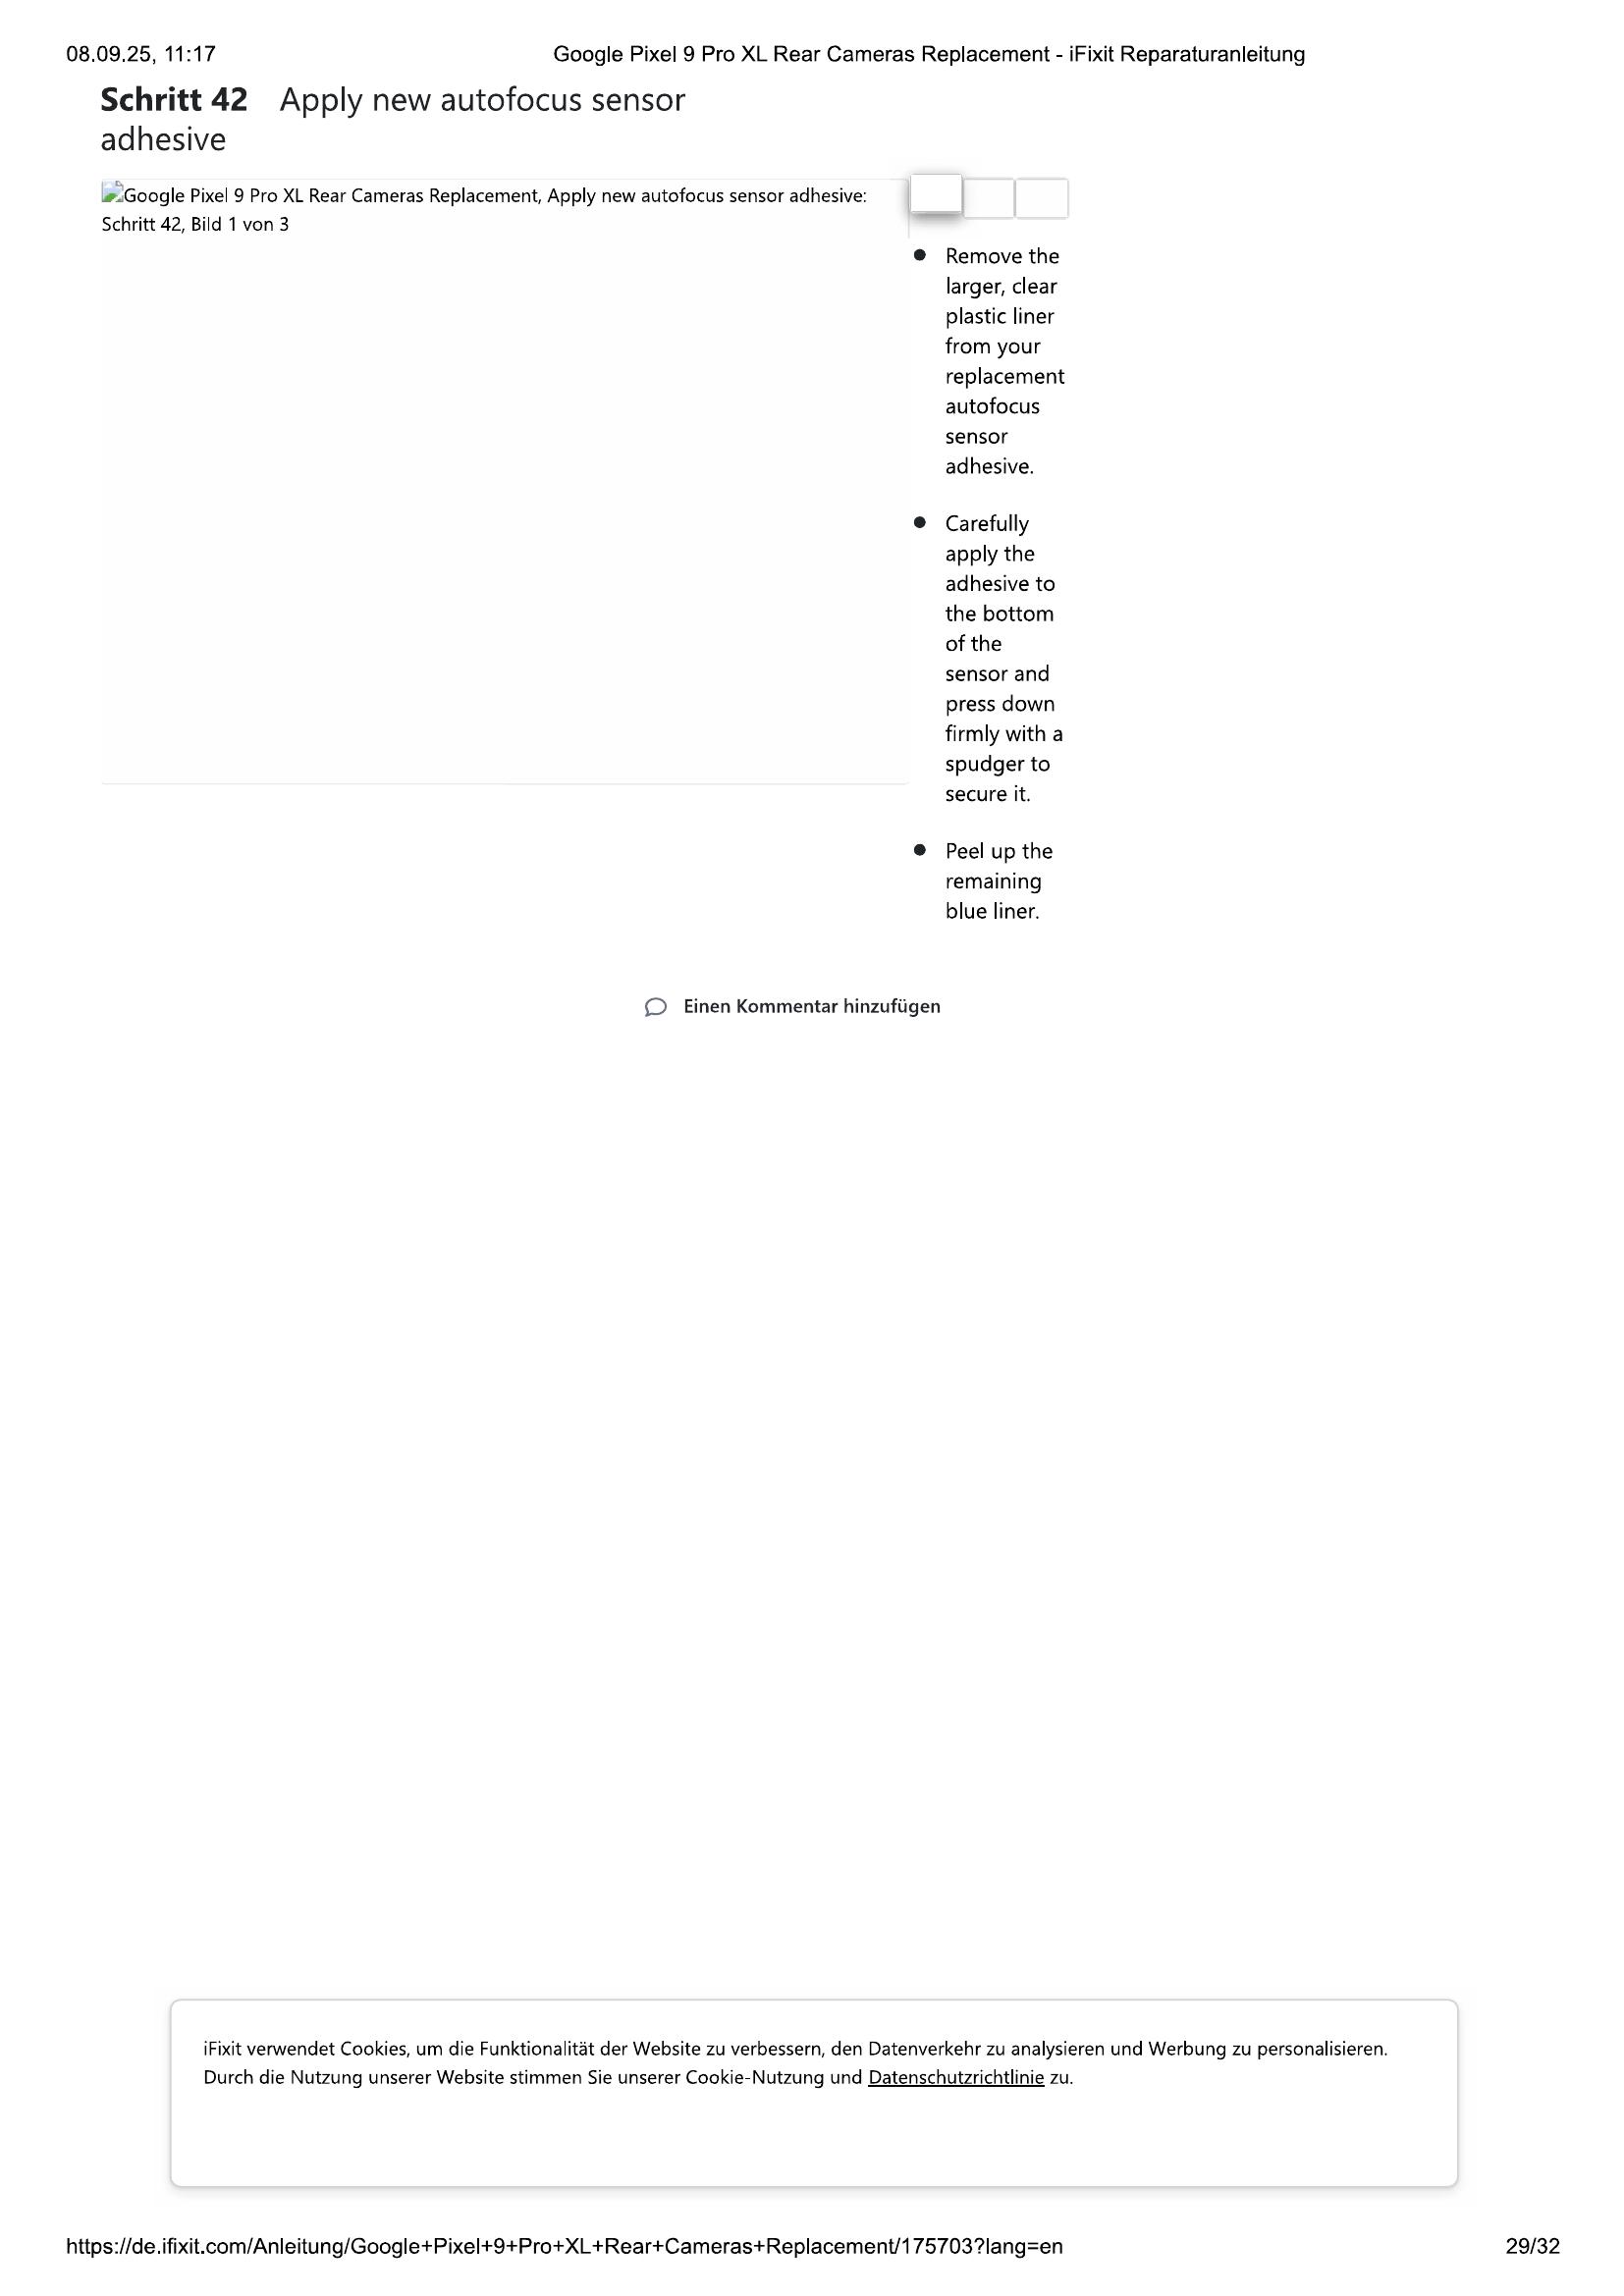 08.09.25, 11:17
Google Pixel 9 Pro XL Rear Cameras Replacement - iFixit Reparaturanleitung
Schritt 42 Apply new autofocus sensor
adhesive
Google Pixel 9 Pro XL Rear Cameras Replacement, Apply new autofocus sensor adhesive:
Schritt 42, Bild 1 von 3
Remove the
larger, clear
plastic liner
from your
replacement
autofocus
sensor
adhesive.
Carefully
apply the
adhesive to
the bottom
of the
sensor and
press down
firmly with a
spudger to
secure it.
Peel up the
remaining
blue liner.
Einen Kommentar hinzufügen
iFixit verwendet Cookies, um die Funktionalität der Website zu verbessern, den Datenverkehr zu analysieren und Werbung zu personalisieren.
Durch die Nutzung unserer Website stimmen Sie unserer Cookie-Nutzung und Datenschutzrichtlinie zu.
https://de.ifixit.com/Anleitung/Google+Pixel+9+Pro+XL+Rear+Cameras+Replacement/175703?lang=en
29/32